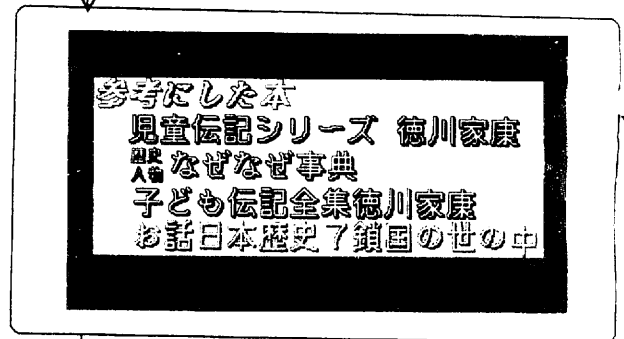 参考にした本
児童伝記シリーズ 徳川家康
歴史人物なぜなぜ事典
子ども伝記全集徳川家康
お話日本歴史7鎖国の世の中